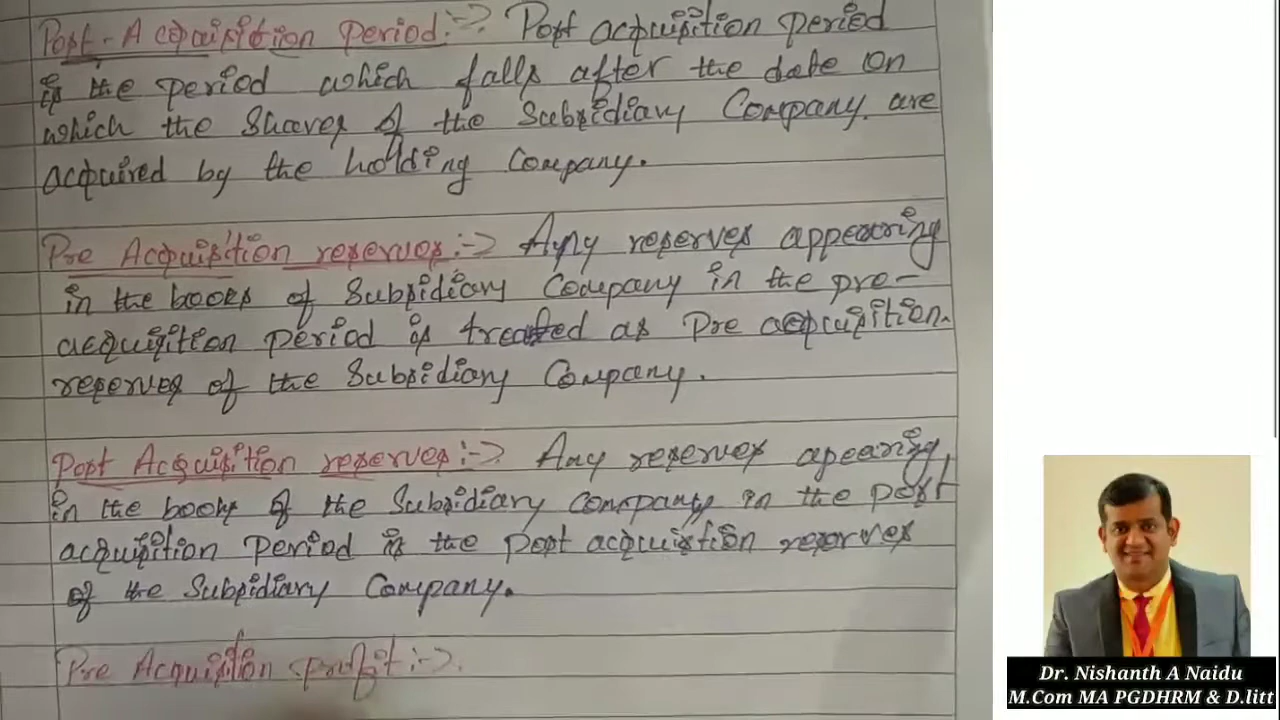 Post-Acquisition period:-> Post acquisition period
is the period which falls after the date on
which the Shares of the Subsidiary Company. are
acquired by the holding Company.
Pre Acquisition reserves:-> Any reserves appearing
in the books of Subsidiary Company in the pre-
acquisition period is treated as Pre acquisition.
reserves of the Subsidiary Company.
Post Acquisition reserves:-> Any reserves apearing
in the books of the Subsidiary company in the post
acquisition Period is the post acquisition reserves
of the Subsidiary Company.
Pre Acquisition profit:->.
Dr. Nishanth A Naidu
M.Com MA PGDHRM & D.litt